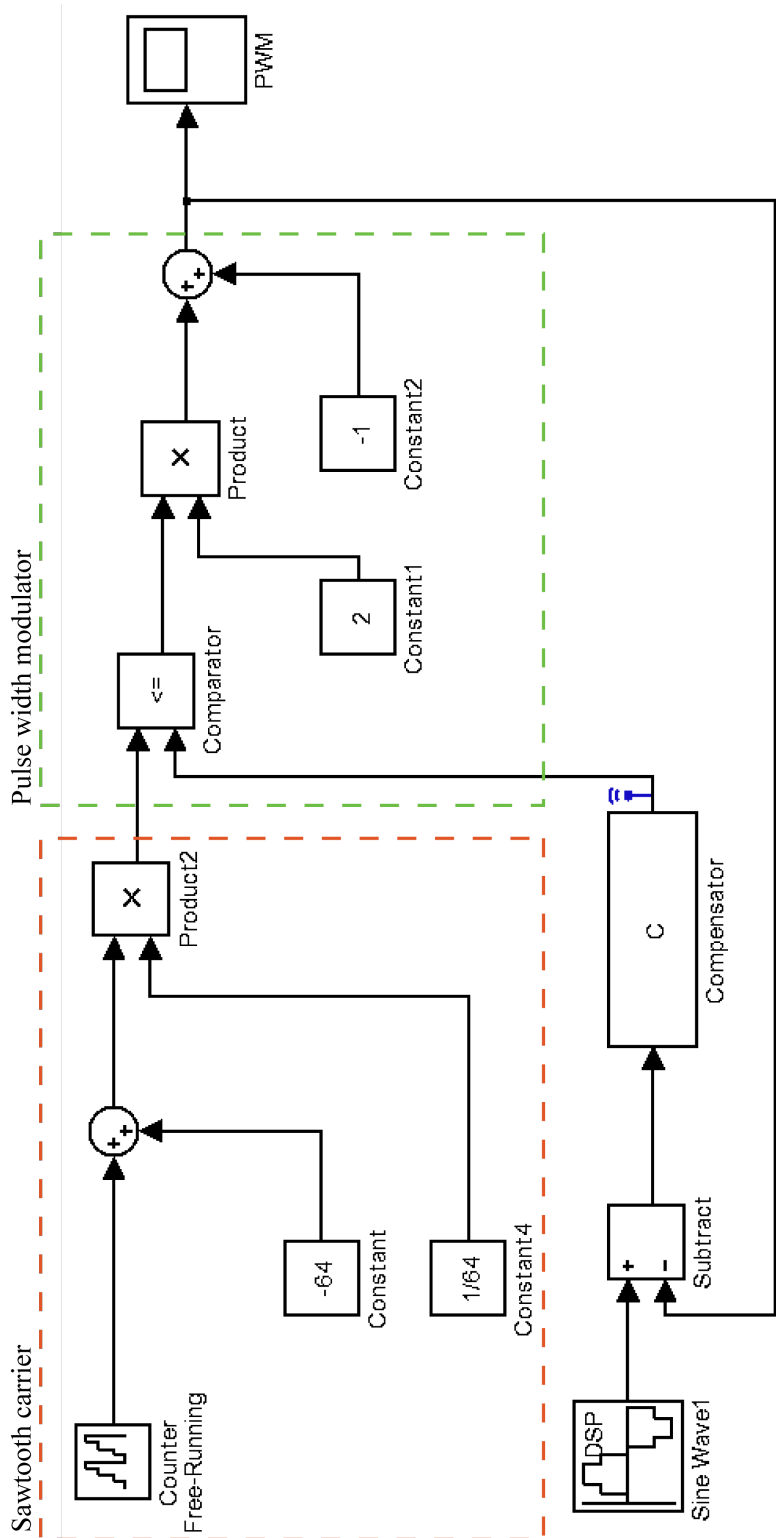 Sawtooth carrier
Pulse width modulator
Counter
Free-Running
+
+
-64
Constant
1/64
Constant4
×
Product2
<=
Comparator
2
Constant1
×
Product
-1
Constant2
+
+
PWM
DSP
Sine Wave1
+
-
Subtract
C
Compensator